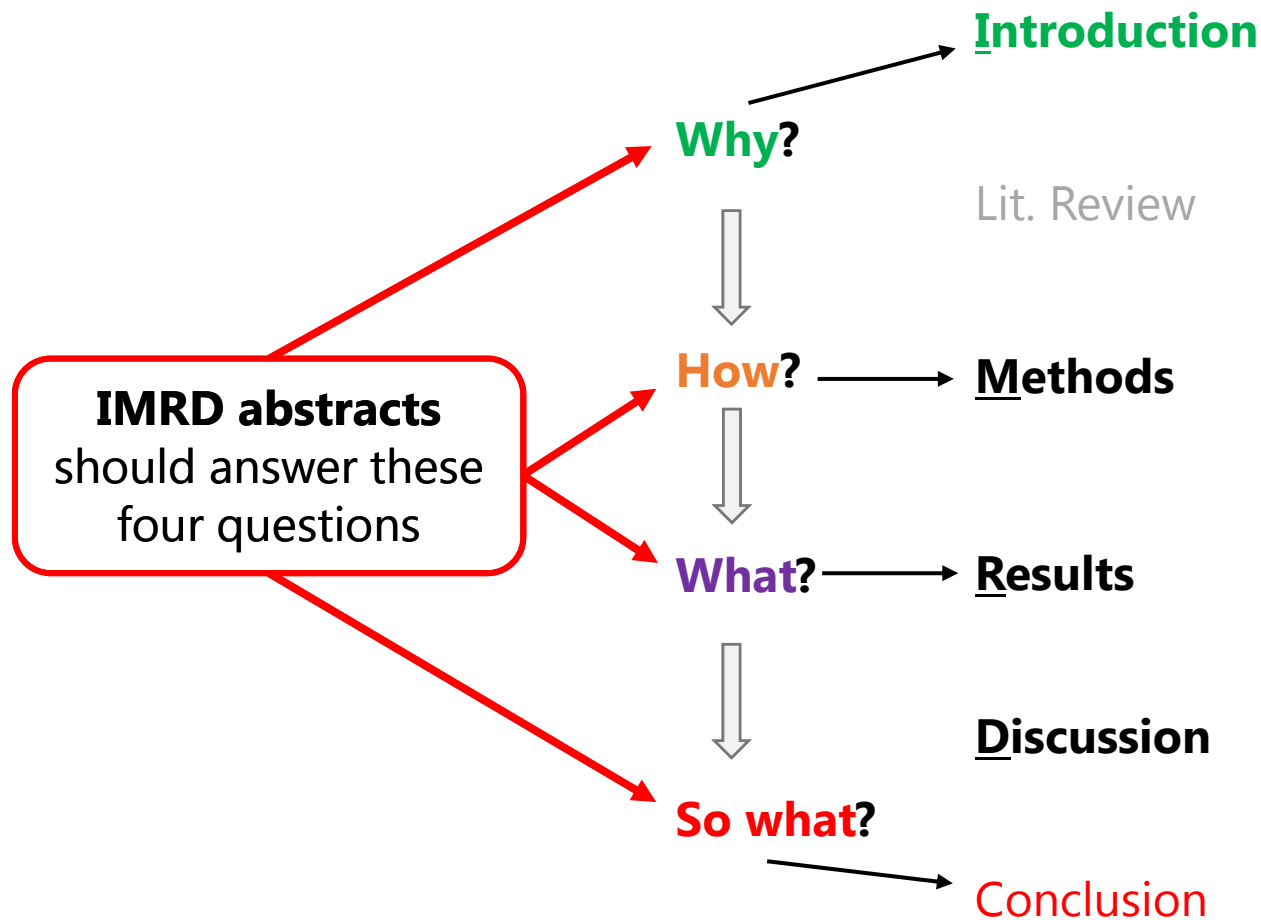 Introduction
Why?
Lit. Review
How?
Methods
IMRD abstracts
should answer these
four questions
What?
Results
Discussion
So what?
Conclusion